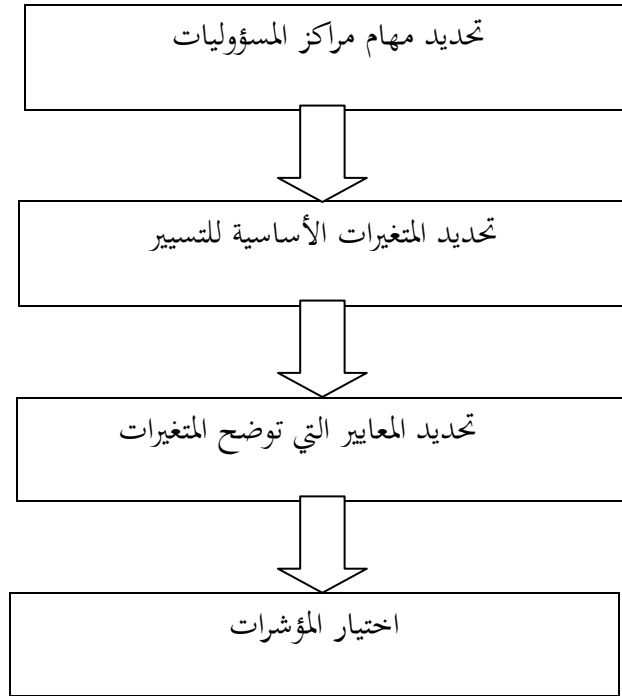 تحديد مهام مراكز المسؤوليات
تحديد المتغيرات الأساسية للتسيير
تحديد المعايير التي توضح المتغيرات
اختيار المؤشرات